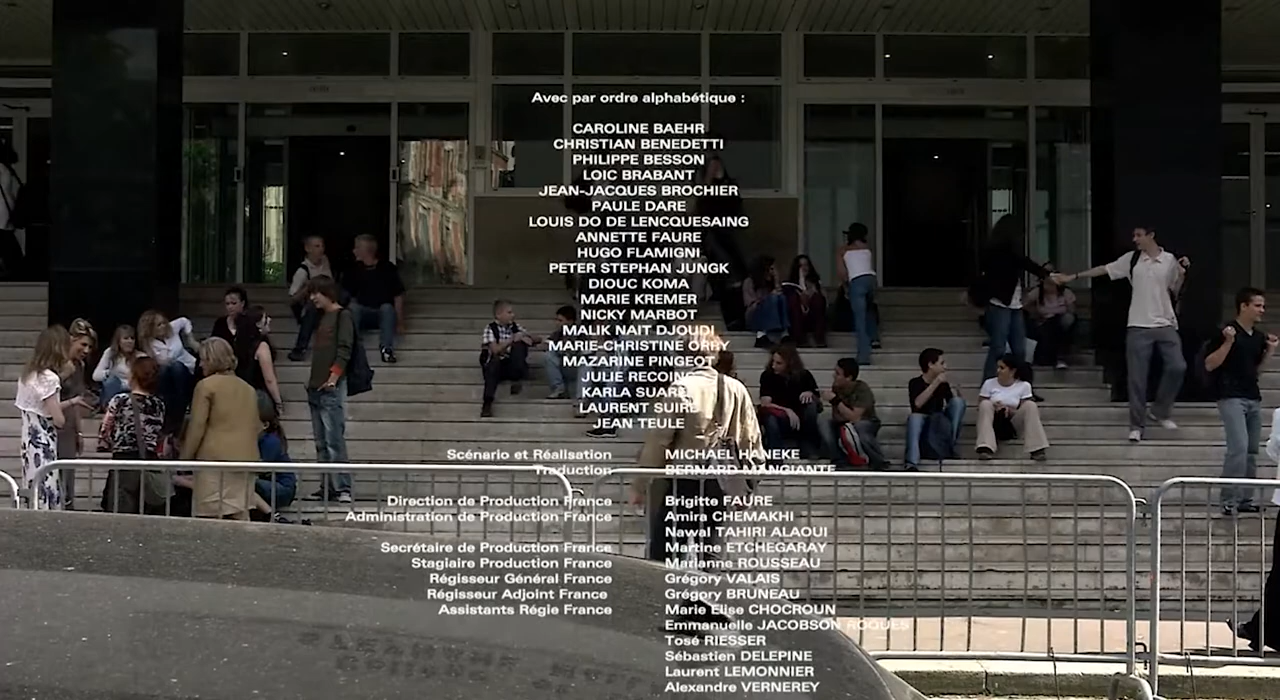 Avec par ordre alphabétique :
CAROLINE BAEHR
CHRISTIAN BENEDETTI
PHILIPPE BESSON
LOIC BRABANT
JEAN-JACQUES BROCHIER
PAULE DARE
LOUIS DO DE LENCQUESAING
ANNETTE FAURE
HUGO FLAMIGNI
PETER STEPHAN JUNGK
DIOUC KOMA
MARIE KREMER
NICKY MARBOT
MALIK NAIT DJOUDI
MARIE-CHRISTINE ORRY
MAZARINE PINGEOT
JULIE RECOING
KARLA SUAREZ
LAURENT SUIRE
JEAN TEULE
Scénario et Réalisation MICHAEL HANEKE
Traduction BERNARD MANGIANTE
Direction de Production France Brigitte FAURE
Administration de Production France Amira CHEMAKHI
Nawal TAHIRI ALAOUI
Secrétaire de Production France Martine ETCHEGARAY
Stagiaire Production France Marianne ROUSSEAU
Régisseur Général France Grégory VALAIS
Régisseur Adjoint France Grégory BRUNEAU
Assistants Régie France Marie Elise CHOCROUN
Emmanuelle JACOBSON ROQUES
Tosé RIESSER
Sébastien DELEPINE
Laurent LEMONNIER
Alexandre VERNEREY